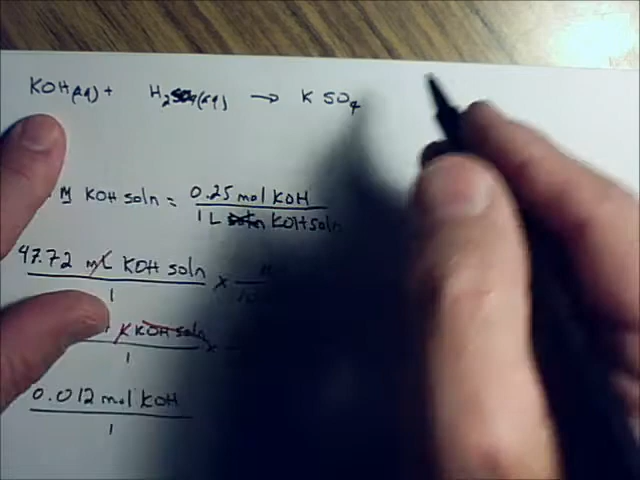 KOH(aq) + H₂SO₄(aq) → K SO₄
M KOH soln = 0.25 mol KOH
1 L KOH soln
47.72 mL KOH soln ×
1
L KOH soln ×
1
0.012 mol KOH
1